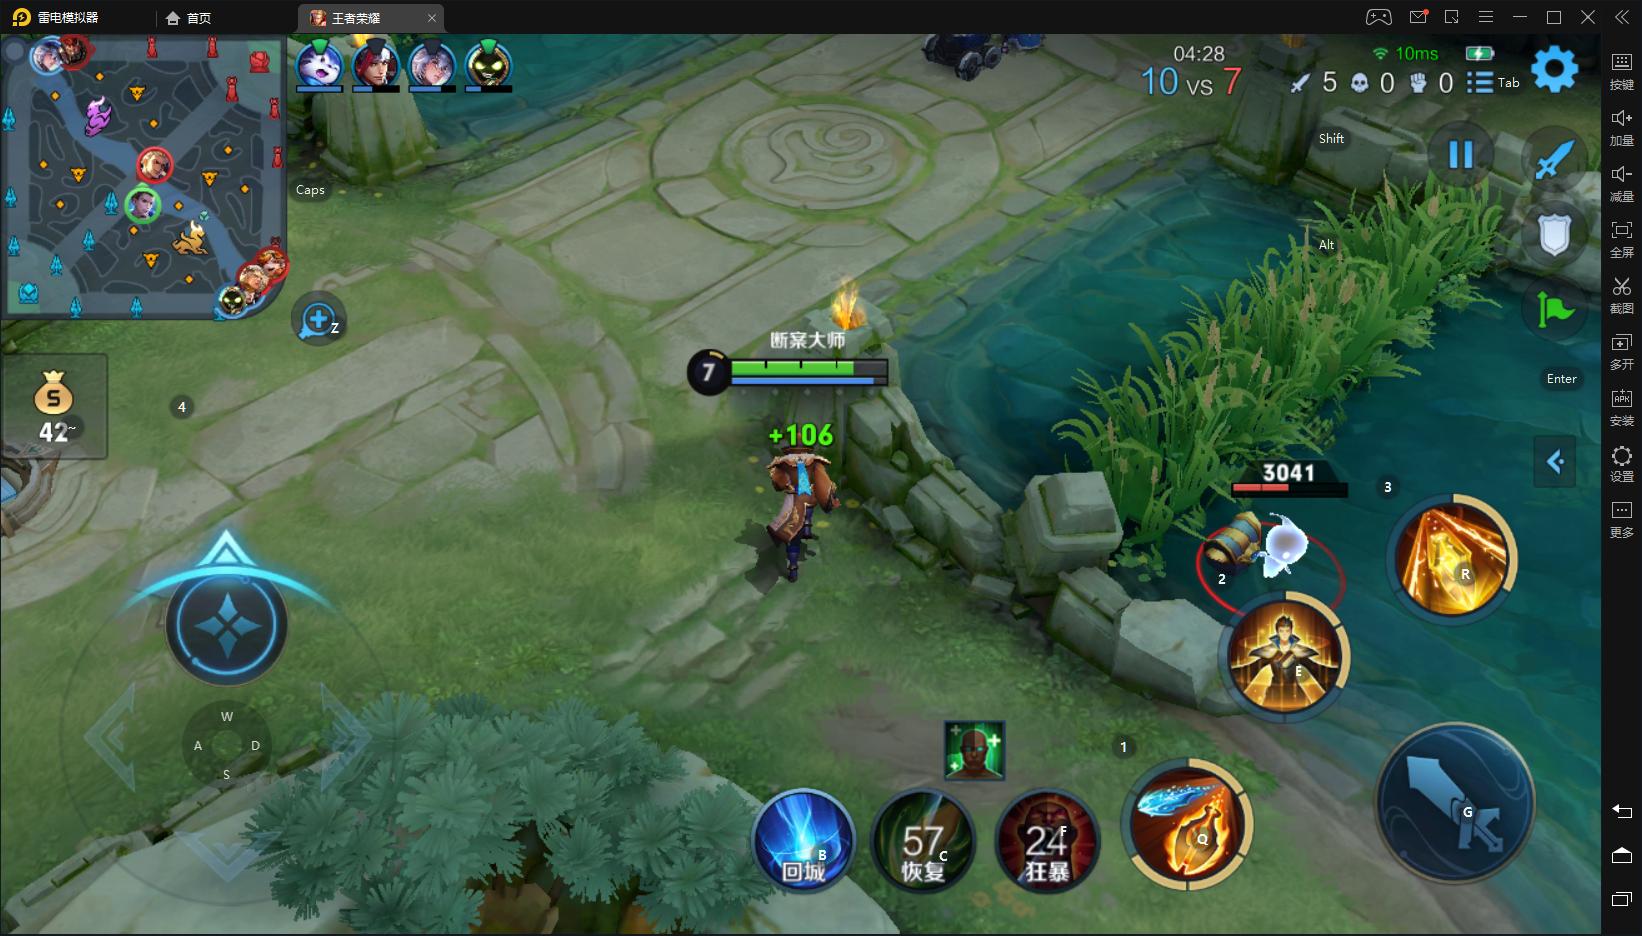 雷电模拟器
首页
王者荣耀
04:28
10 VS 7
10ms
5 0 0 Tab
Shift
Caps
Alt
Z
42~
4
Enter
断案大师
7
+106
3041
3
2
R
E
W
A D
S
1
B
回城
57
C
恢复
24
F
狂暴
Q
G
按键
加量
减量
全屏
截图
多开
APK
安装
设置
更多